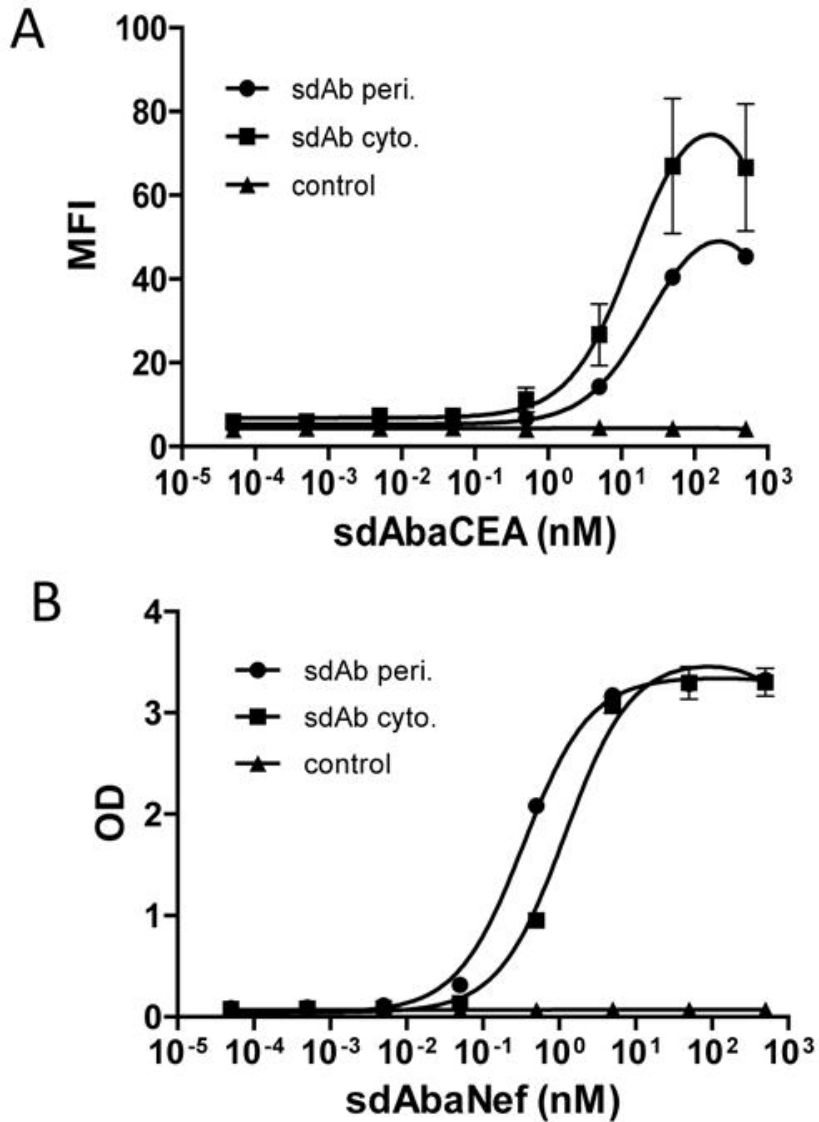 A
100
80
60
40
20
0
MFI
sdAb peri.
sdAb cyto.
control
10⁻⁵ 10⁻⁴ 10⁻³ 10⁻² 10⁻¹ 10⁰ 10¹ 10² 10³
sdAbaCEA (nM)
B
4
3
2
1
0
OD
sdAb peri.
sdAb cyto.
control
10⁻⁵ 10⁻⁴ 10⁻³ 10⁻² 10⁻¹ 10⁰ 10¹ 10² 10³
sdAbaNef (nM)